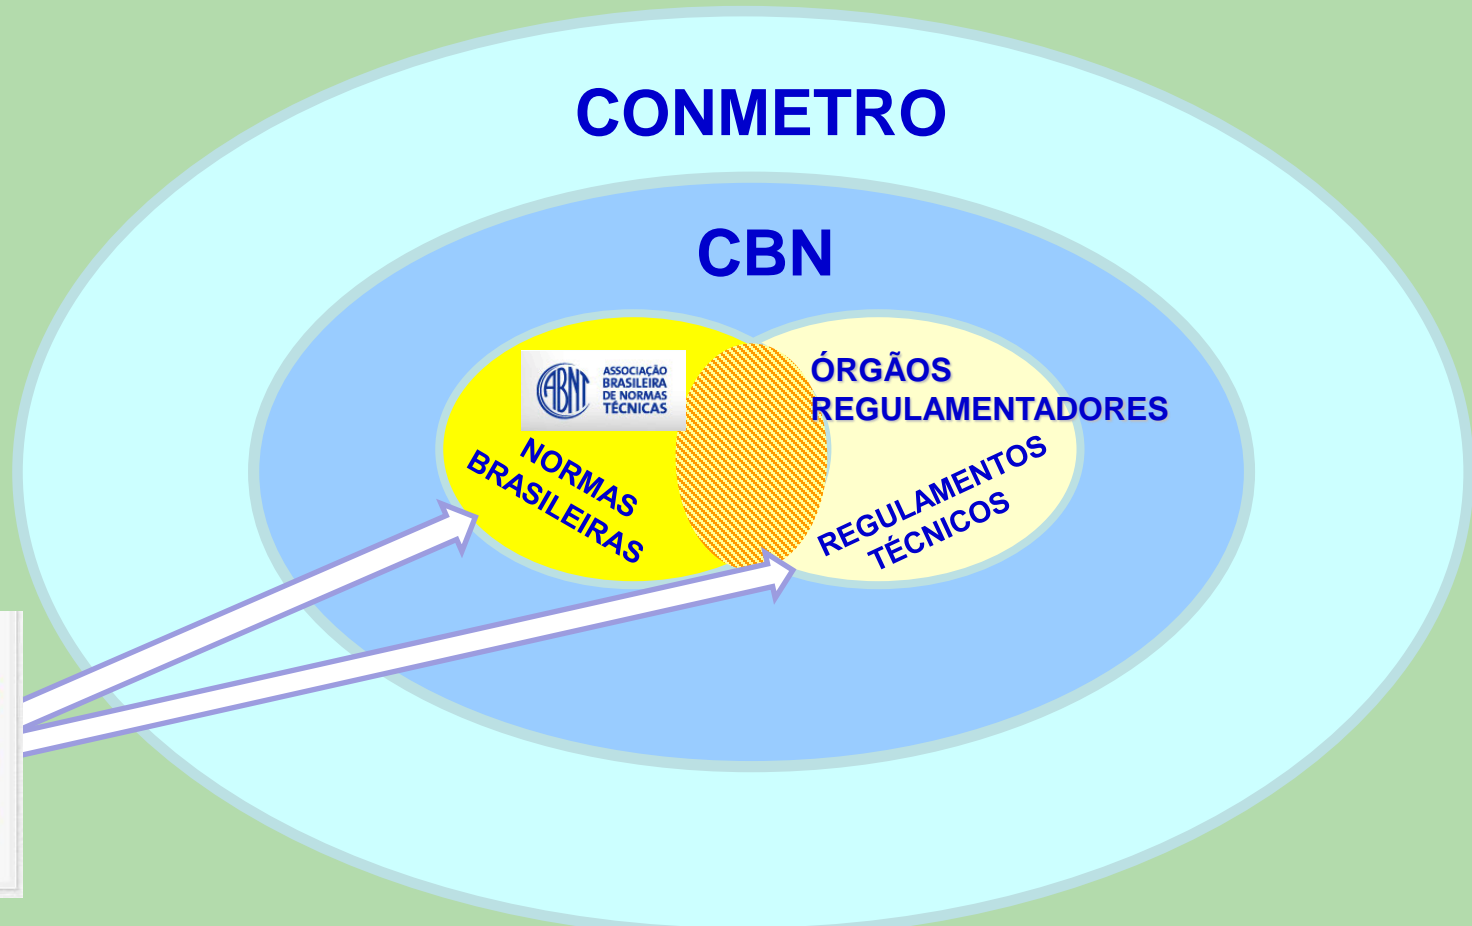 CONMETRO
CBN
ABNT
ASSOCIAÇÃO
BRASILEIRA
DE NORMAS
TÉCNICAS
NORMAS
BRASILEIRAS
ÓRGÃOS
REGULAMENTADORES
REGULAMENTOS
TÉCNICOS